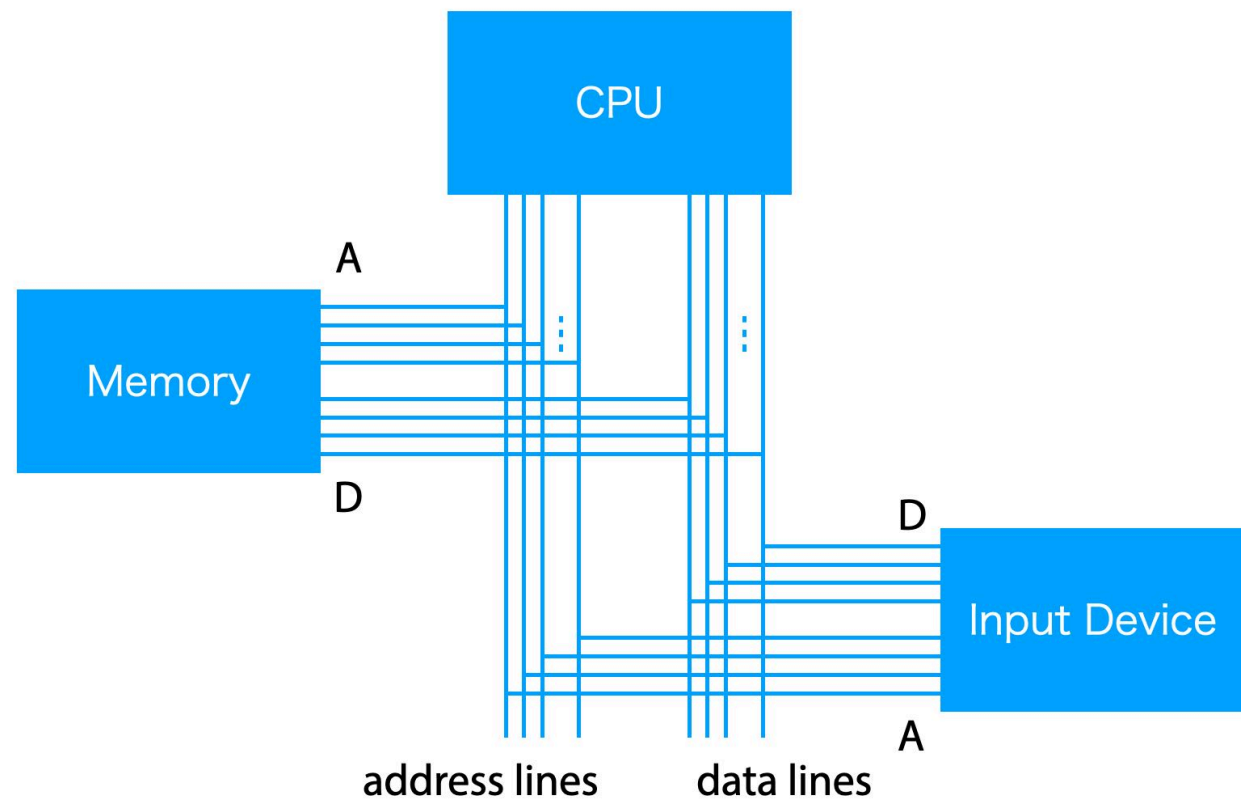 CPU
A
Memory
D
D
Input Device
A
address lines
data lines